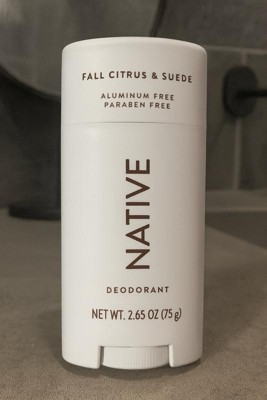 FALL CITRUS & SUEDE
ALUMINUM FREE
PARABEN FREE
NATIVE
DEODORANT
NET WT. 2.65 OZ (75 g)